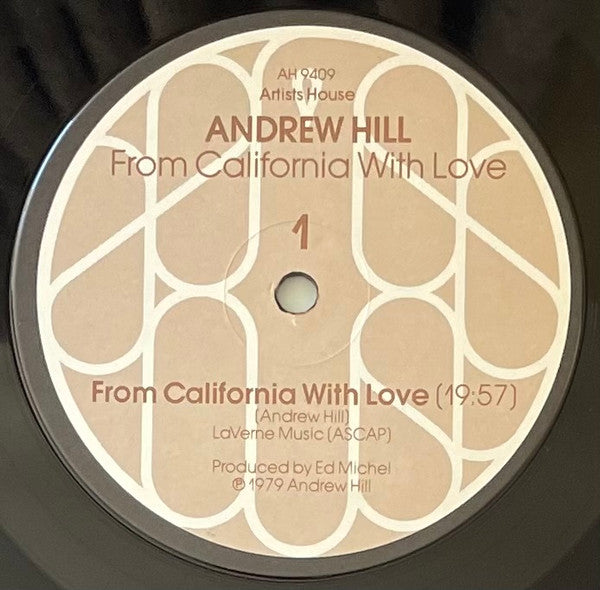 AH 9409
Artists House
ANDREW HILL
From California With Love
1
From California With Love (19:57)
(Andrew Hill)
LaVerne Music (ASCAP)
Produced by Ed Michel
℗ 1979 Andrew Hill